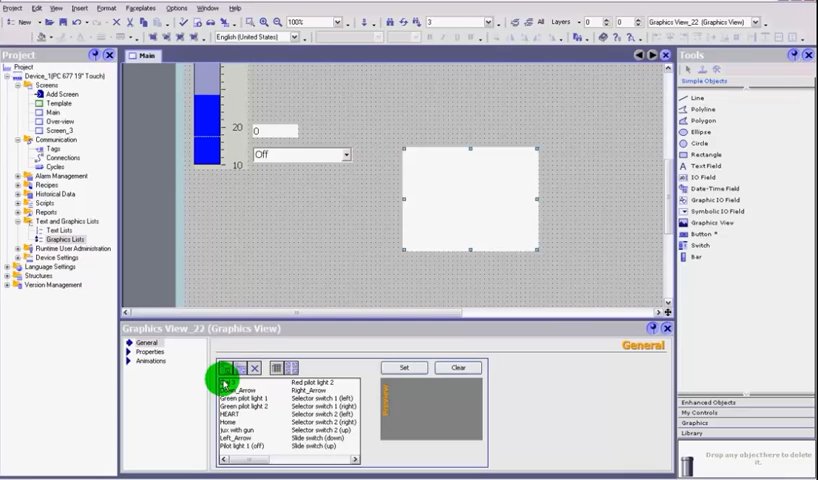 Project Edit View Insert Format Faceplates Options Window Help
New 100% 3 Layers 0 0 Graphics View_22 (Graphics View)
English (United States)
Project
Project
Device_1(PC 677 19" Touch)
Screens
Add Screen
Template
Main
Over-view
Screen_3
Communication
Tags
Connections
Cycles
Alarm Management
Recipes
Historical Data
Scripts
Reports
Text and Graphics Lists
Text Lists
Graphics Lists
Runtime User Administration
Device Settings
Language Settings
Structures
Version Management
Main
20
0
Off
10
Tools
Simple Objects
Line
Polyline
Polygon
Ellipse
Circle
Rectangle
Text Field
IO Field
Date-Time Field
Graphic IO Field
Symbolic IO Field
Graphics View
Button
Switch
Bar
Enhanced Objects
My Controls
Graphics
Library
Drop any object here to delete it.
Graphics View_22 (Graphics View)
General
Properties
Animations
General
Set Clear
Red pilot light 2
_Arrow Right_Arrow
Green pilot light 1 Selector switch 1 (left)
Green pilot light 2 Selector switch 1 (right)
HEART Selector switch 2 (left)
Home Selector switch 2 (right)
jux with gun Selector switch 2 (up)
Left_Arrow Slide switch (down)
Pilot light 1 (off) Slide switch (up)
Preview